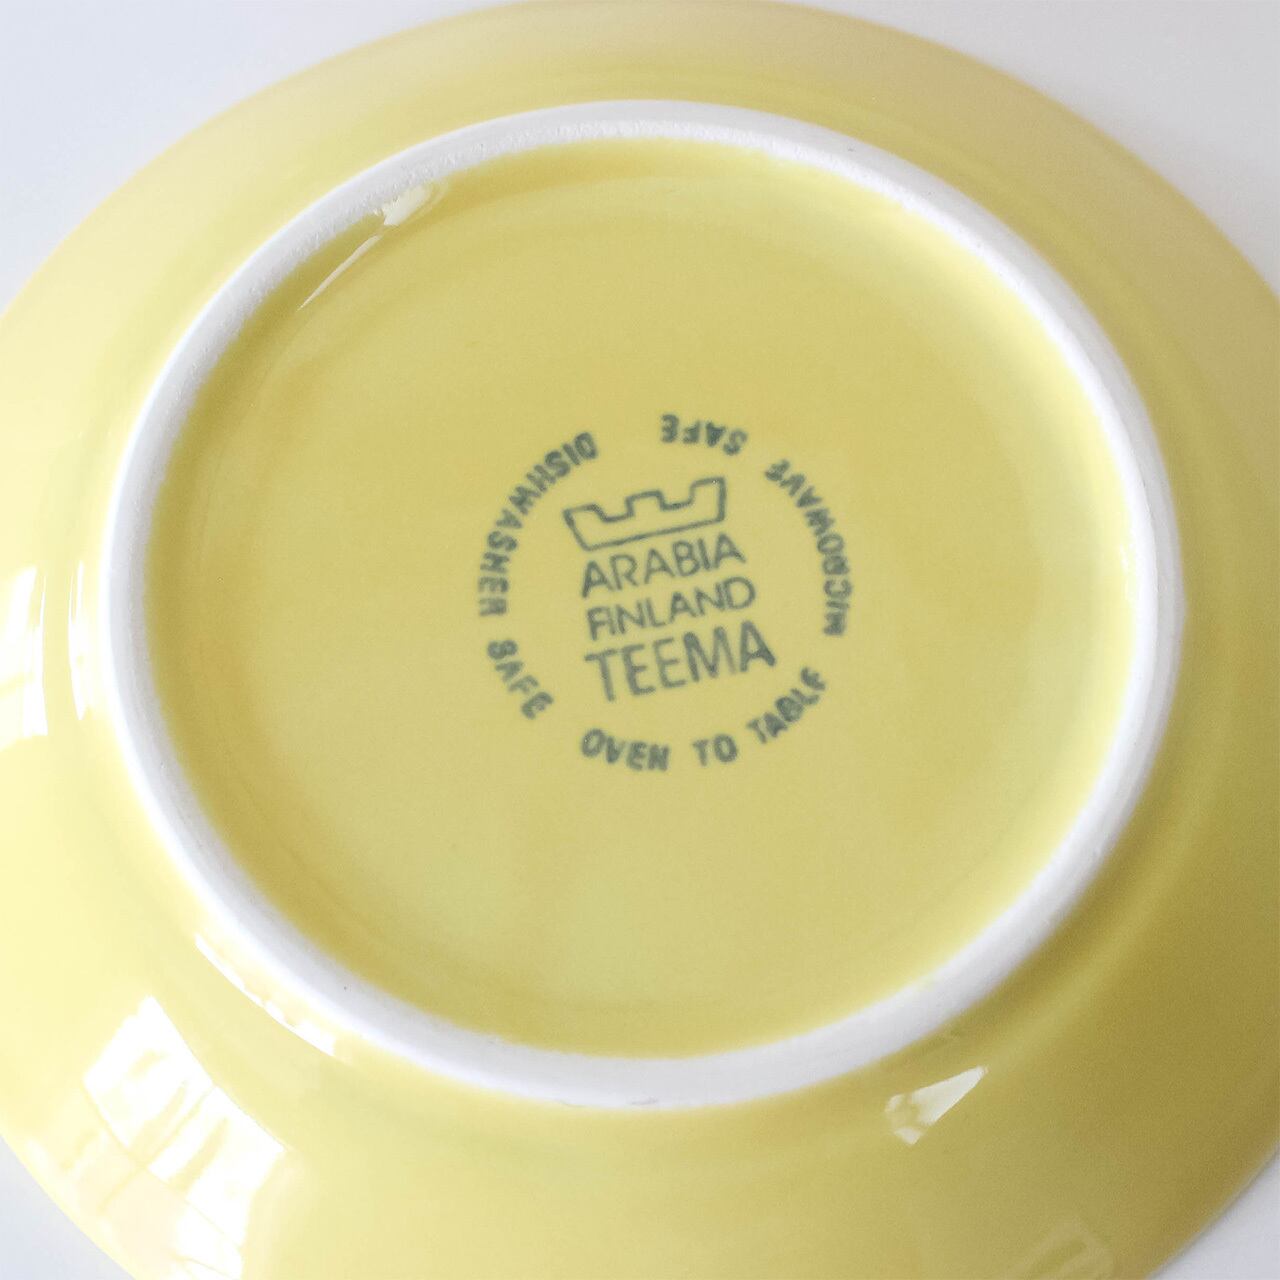 ARABIA
FINLAND
TEEMA
DISHWASHER SAFE
OVEN TO TABLE
MICROWAVE SAFE